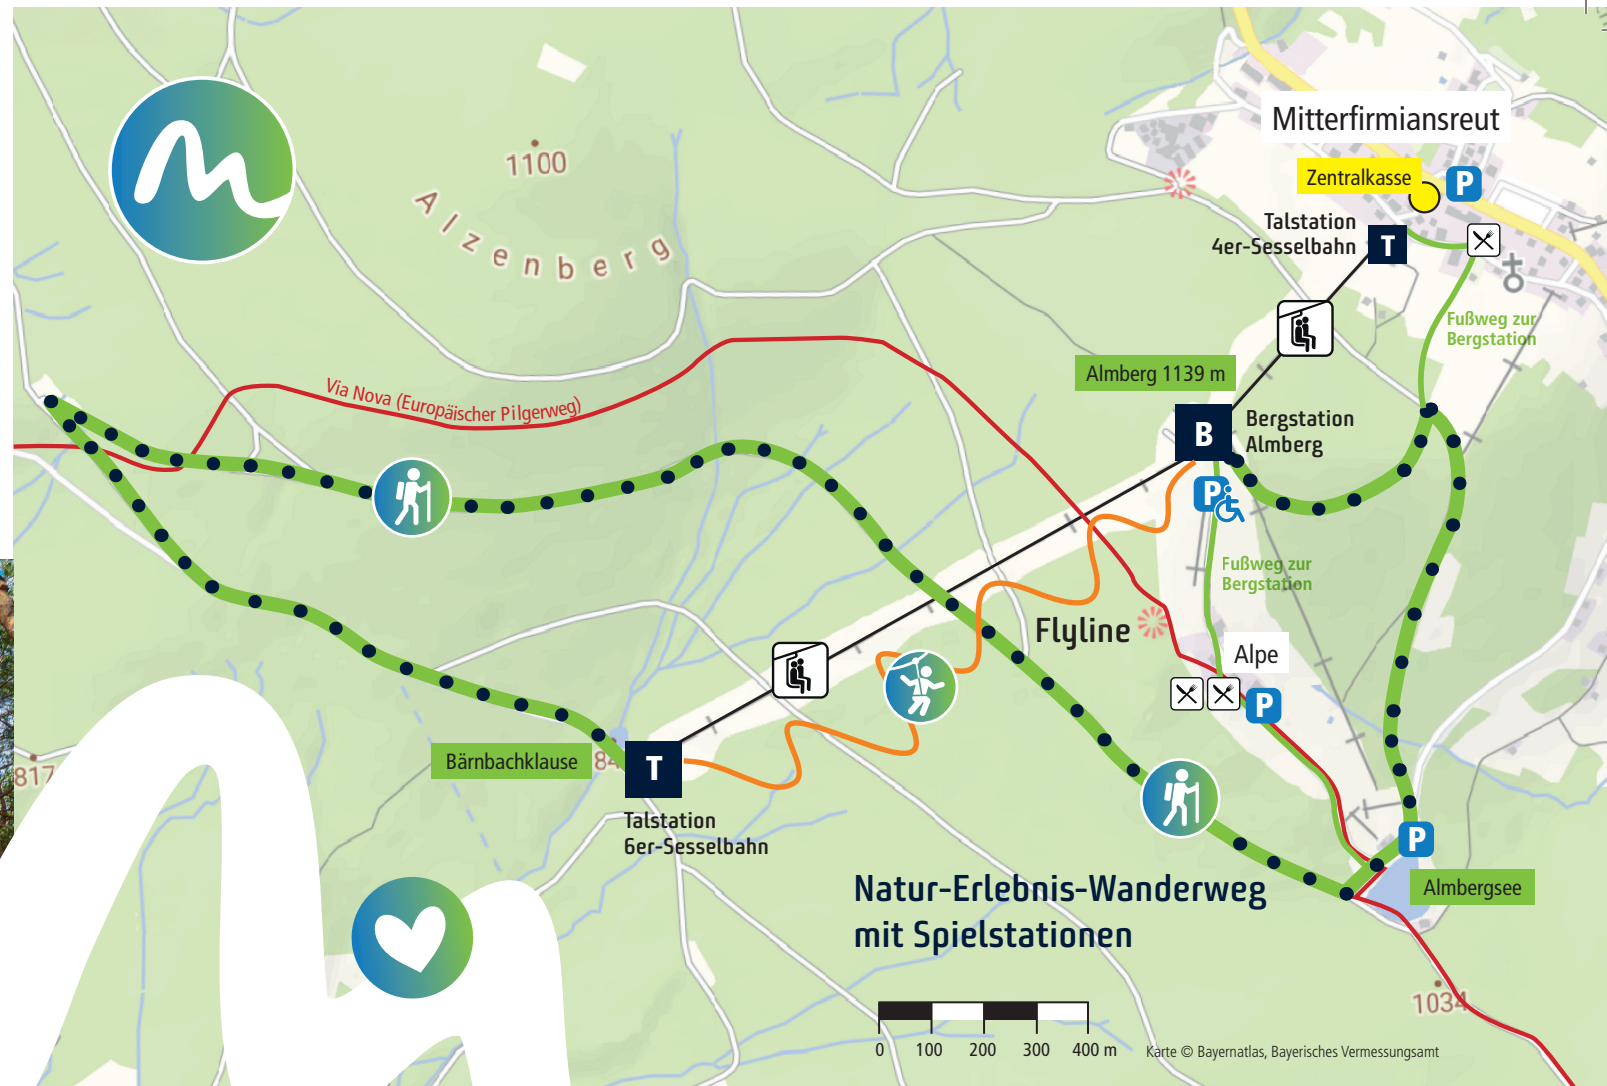 Mitterfirmiansreut
Zentralkasse
P
1100
Alzenberg
Talstation
4er-Sesselbahn
T
Fußweg zur
Bergstation
Almberg 1139 m
Via Nova (Europäischer Pilgerweg)
B
Bergstation
Almberg
P
Fußweg zur
Bergstation
Flyline
Alpe
P
Bärnbachklause
84
T
817
Talstation
6er-Sesselbahn
P
Natur-Erlebnis-Wanderweg
mit Spielstationen
Almbergsee
1034
0 100 200 300 400 m
Karte © Bayernatlas, Bayerisches Vermessungsamt